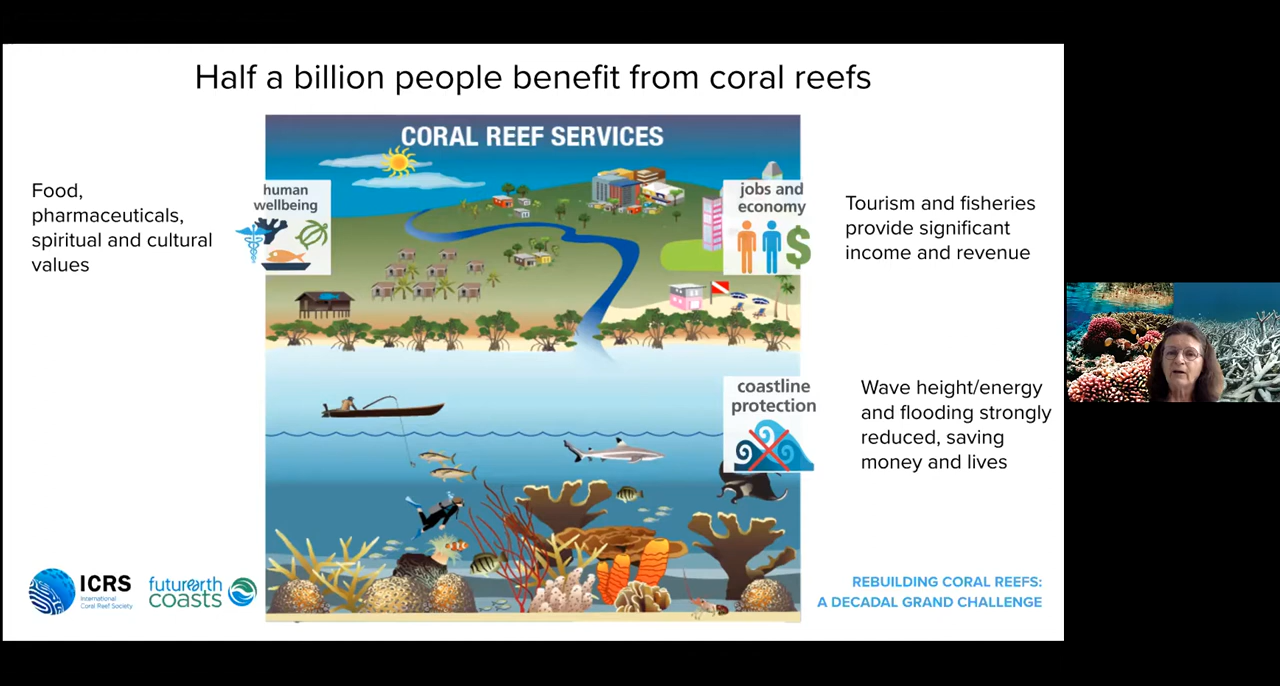 Half a billion people benefit from coral reefs
CORAL REEF SERVICES
Food,
pharmaceuticals,
spiritual and cultural
values
human
wellbeing
jobs and
economy
$
Tourism and fisheries
provide significant
income and revenue
coastline
protection
Wave height/energy
and flooding strongly
reduced, saving
money and lives
ICRS
International
Coral Reef Society
futurearth
coasts
REBUILDING CORAL REEFS:
A DECADAL GRAND CHALLENGE